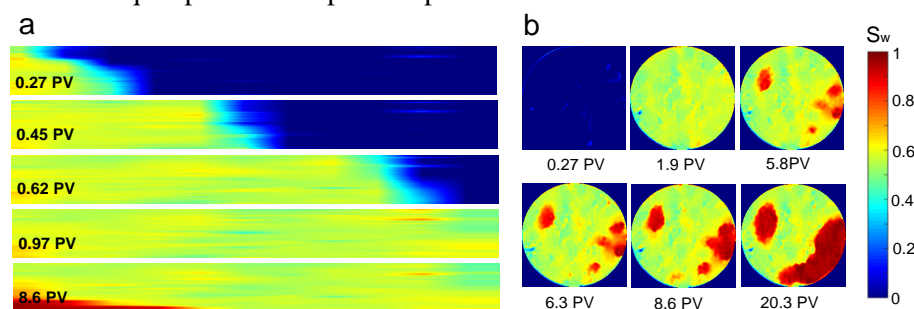 a
0.27 PV
0.45 PV
0.62 PV
0.97 PV
8.6 PV
b
0.27 PV
1.9 PV
5.8PV
6.3 PV
8.6 PV
20.3 PV
Sw
1
0.8
0.6
0.4
0.2
0